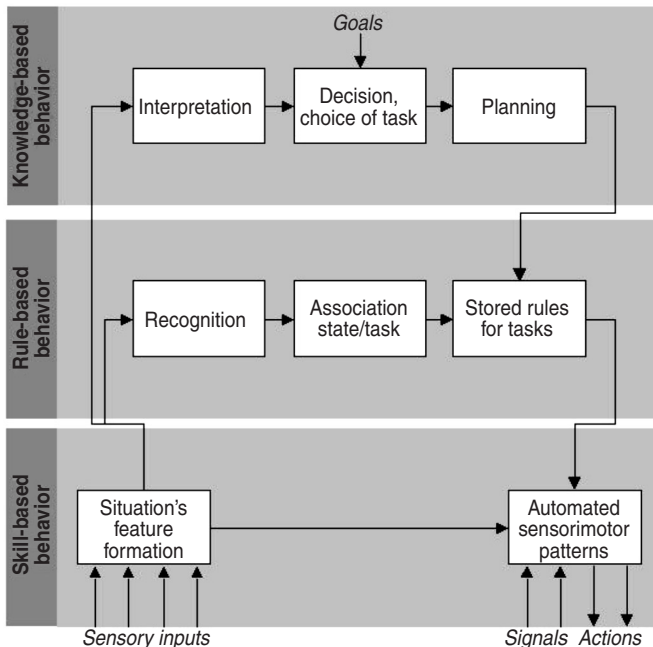 Knowledge-based
behavior
Goals
Interpretation
Decision,
choice of task
Planning
Rule-based
behavior
Recognition
Association
state/task
Stored rules
for tasks
Skill-based
behavior
Situation's
feature
formation
Automated
sensorimotor
patterns
Sensory inputs
Signals
Actions